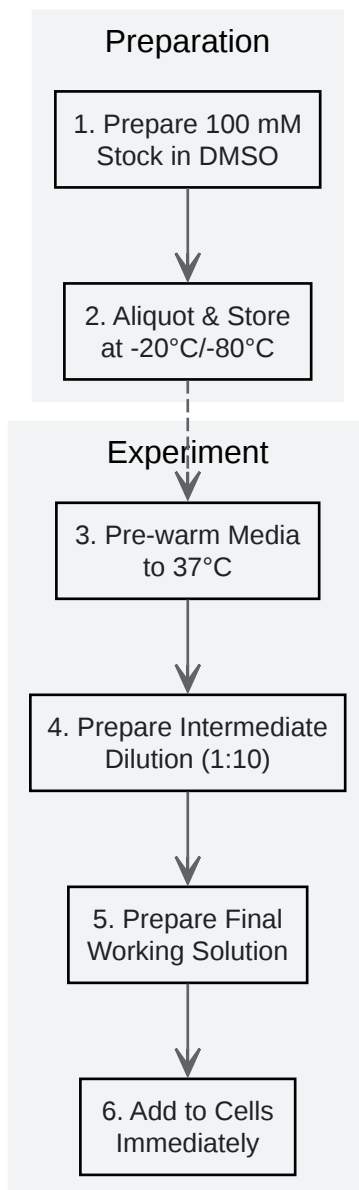 Preparation
1. Prepare 100 mM
Stock in DMSO
2. Aliquot & Store
at -20°C/-80°C
Experiment
3. Pre-warm Media
to 37°C
4. Prepare Intermediate
Dilution (1:10)
5. Prepare Final
Working Solution
6. Add to Cells
Immediately